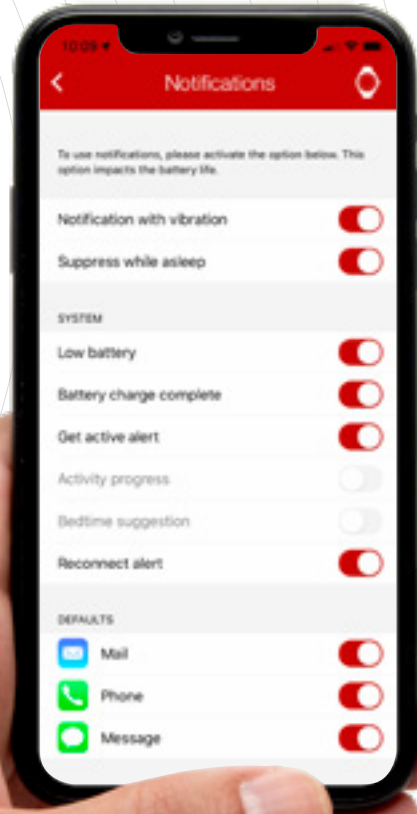 10:09
Notifications
To use notifications, please activate the option below. This
option impacts the battery life.
Notification with vibration
Suppress while asleep
SYSTEM
Low battery
Battery charge complete
Get active alert
Activity progress
Bedtime suggestion
Reconnect alert
DEFAULTS
Mail
Phone
Message